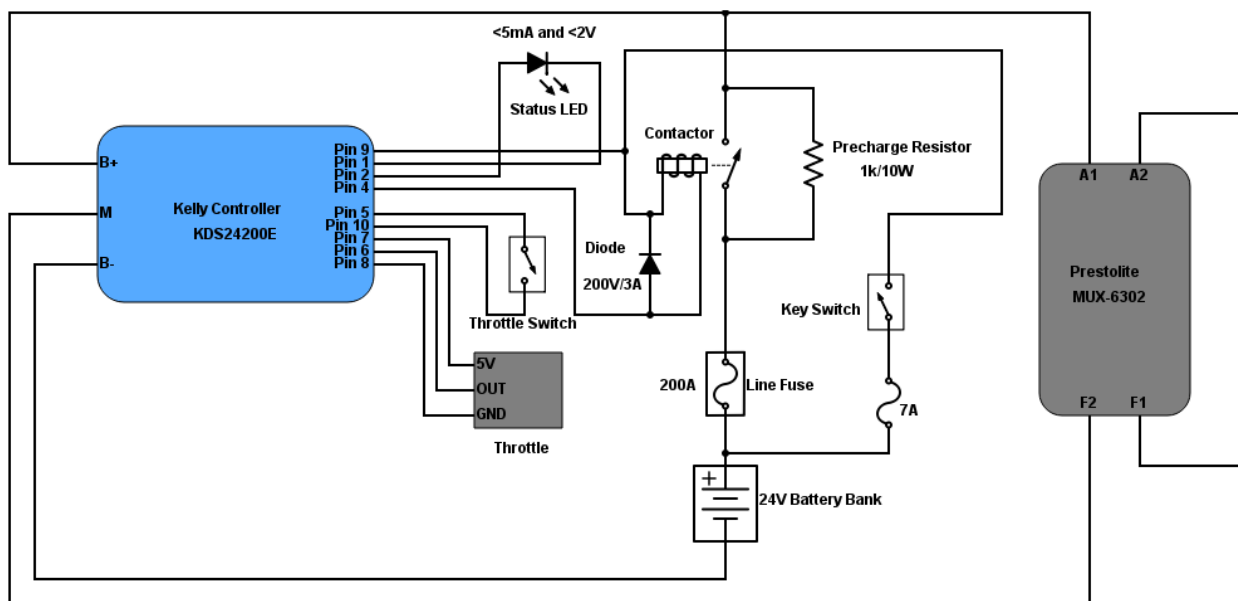 <5mA and <2V
Status LED
Contactor
Precharge Resistor
1k/10W
Pin 9
Pin 1
Pin 2
Pin 4
Pin 5
Pin 10
Pin 7
Pin 6
Pin 8
B+
M
B-
Kelly Controller
KDS24200E
A1
A2
Diode
200V/3A
Prestolite
MUX-6302
Key Switch
Throttle Switch
5V
OUT
GND
Throttle
200A
Line Fuse
7A
F2
F1
+
24V Battery Bank